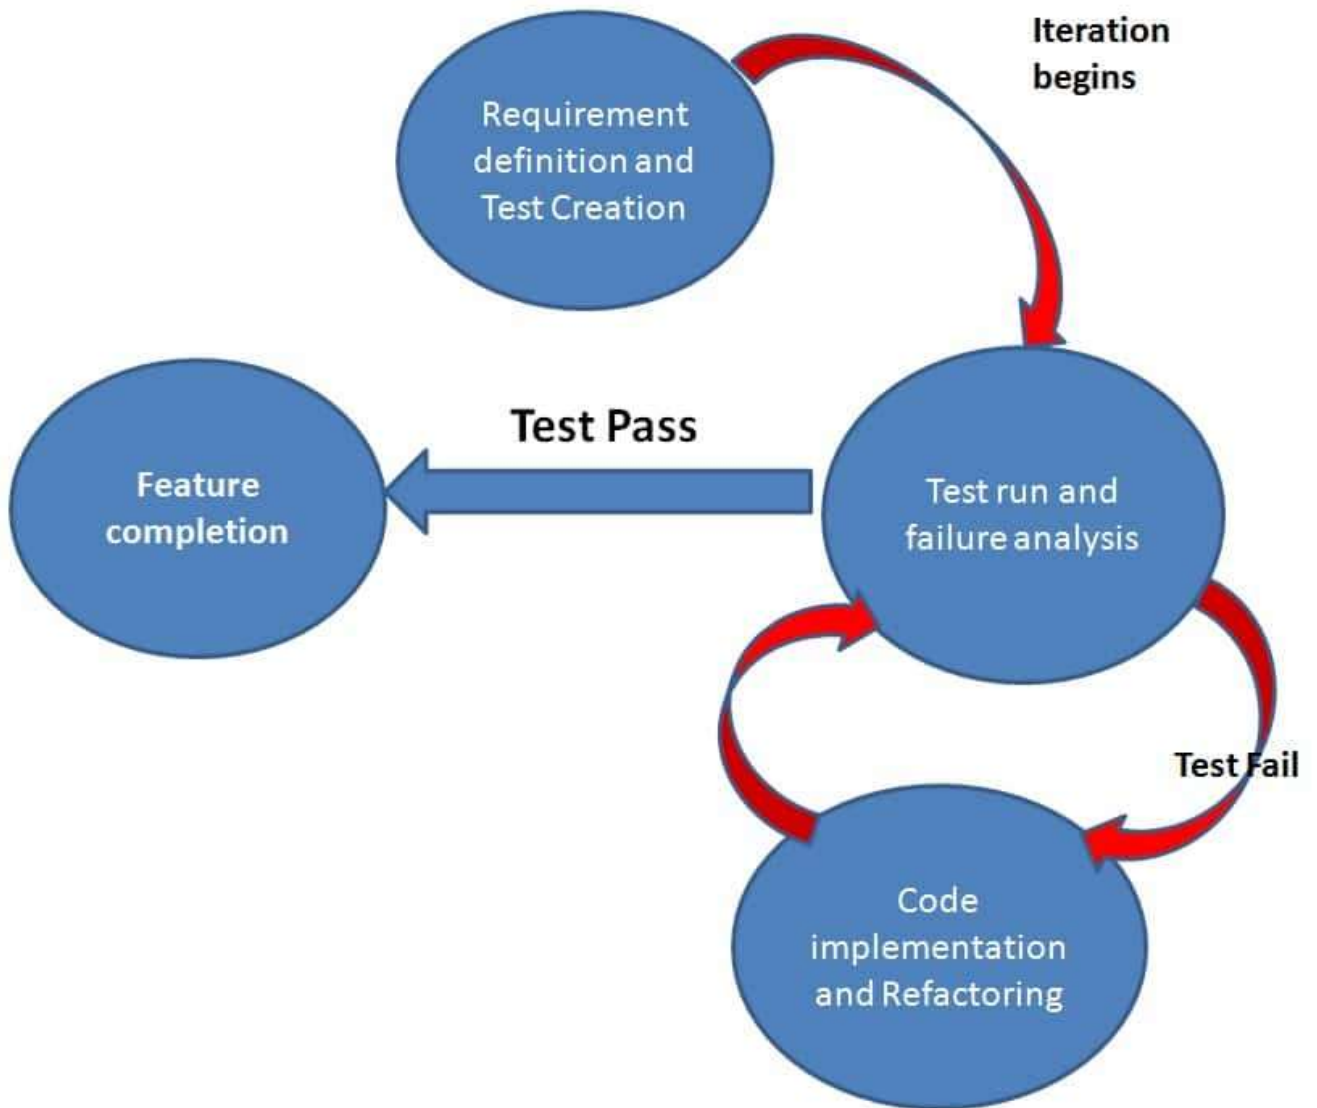 Iteration
begins
Requirement
definition and
Test Creation
Test Pass
Feature
completion
Test run and
failure analysis
Test Fail
Code
implementation
and Refactoring